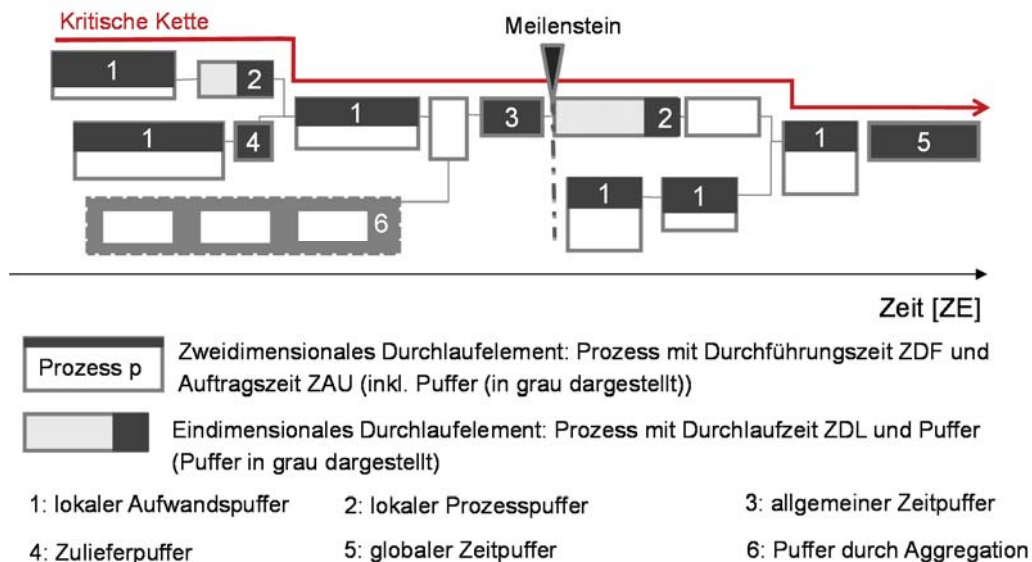 Kritische Kette
Meilenstein
1
2
1
3
2
4
1
1
5
1
1
6
Zeit [ZE]
Prozess p
Zweidimensionales Durchlaufelement: Prozess mit Durchführungszeit ZDF und
Auftragszeit ZAU (inkl. Puffer (in grau dargestellt))
Eindimensionales Durchlaufelement: Prozess mit Durchlaufzeit ZDL und Puffer
(Puffer in grau dargestellt)
1: lokaler Aufwandspuffer
2: lokaler Prozesspuffer
3: allgemeiner Zeitpuffer
4: Zulieferpuffer
5: globaler Zeitpuffer
6: Puffer durch Aggregation